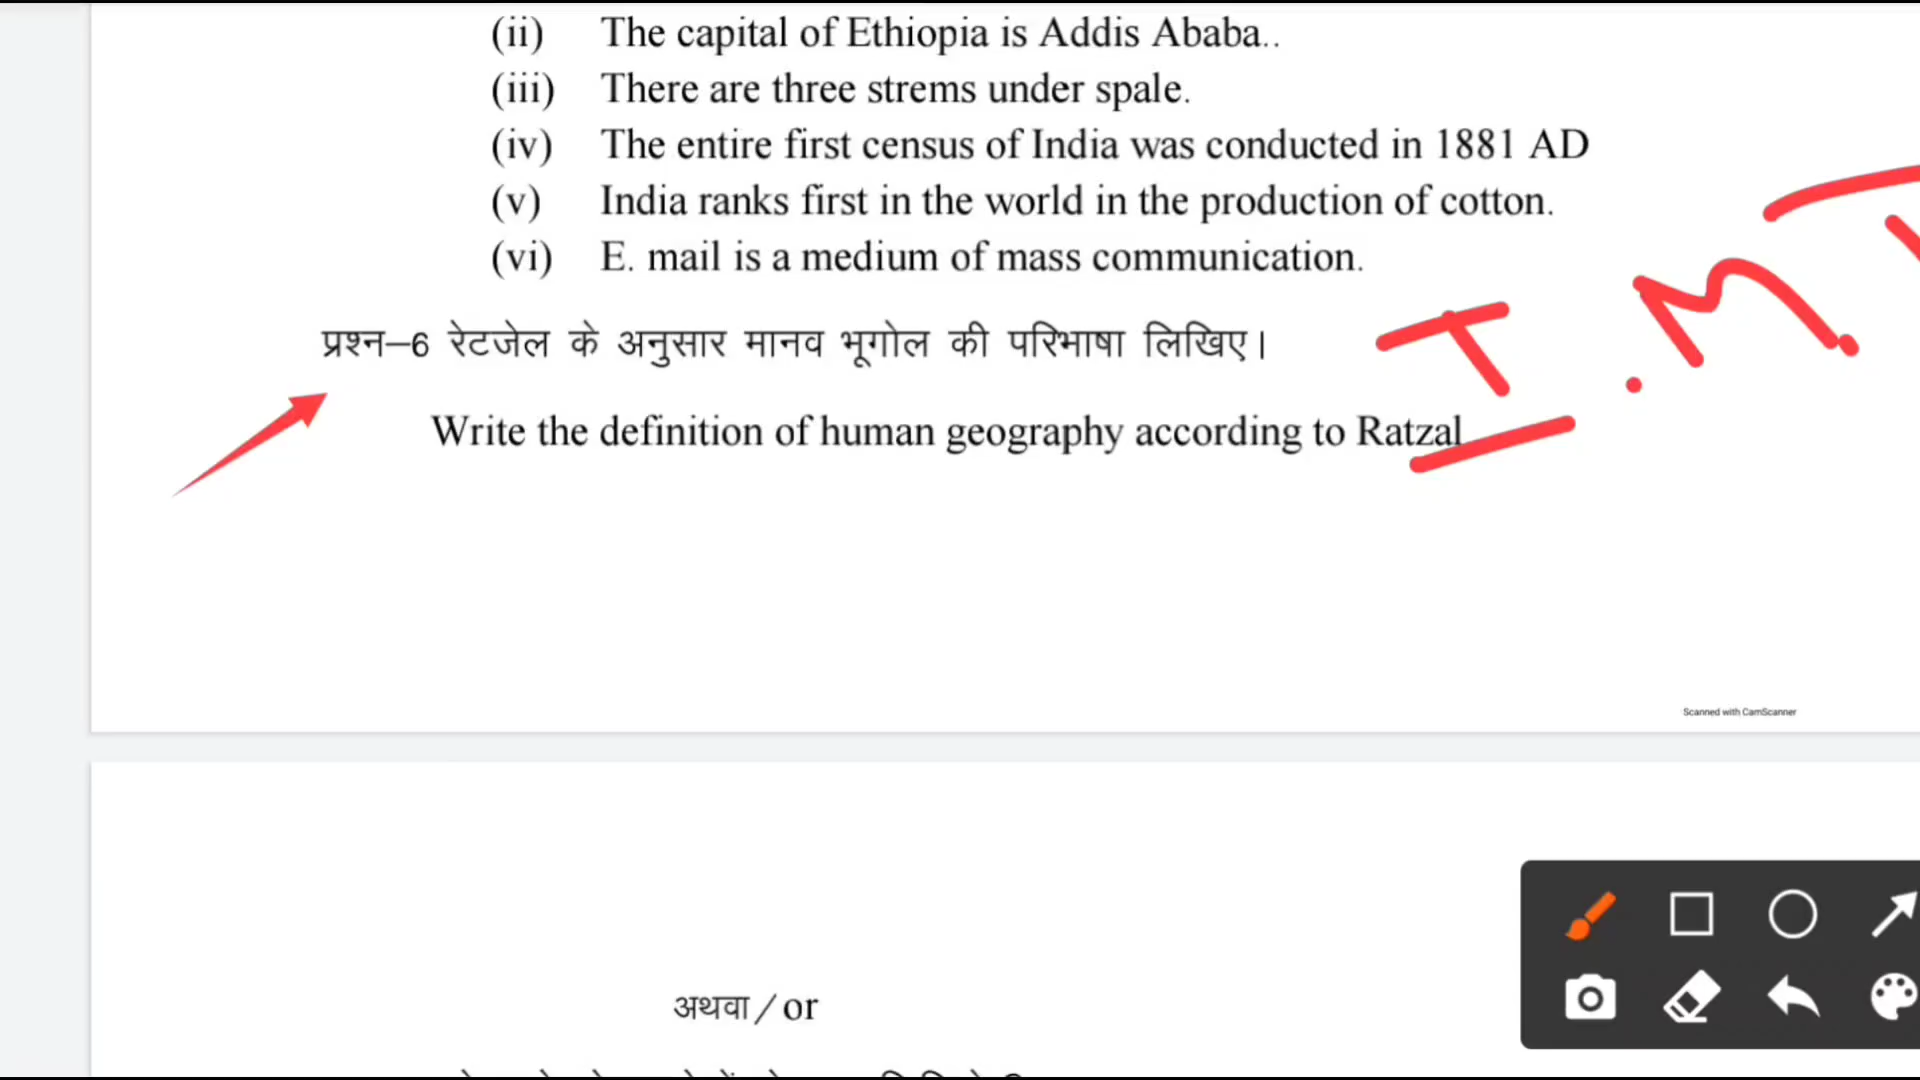 (ii) The capital of Ethiopia is Addis Ababa..
(iii) There are three strems under spale.
(iv) The entire first census of India was conducted in 1881 AD
(v) India ranks first in the world in the production of cotton.
(vi) E. mail is a medium of mass communication.
प्रश्न–6 रेटजेल के अनुसार मानव भूगोल की परिभाषा लिखिए।
I.M.
Write the definition of human geography according to Ratzal
Scanned with CamScanner
अथवा/or